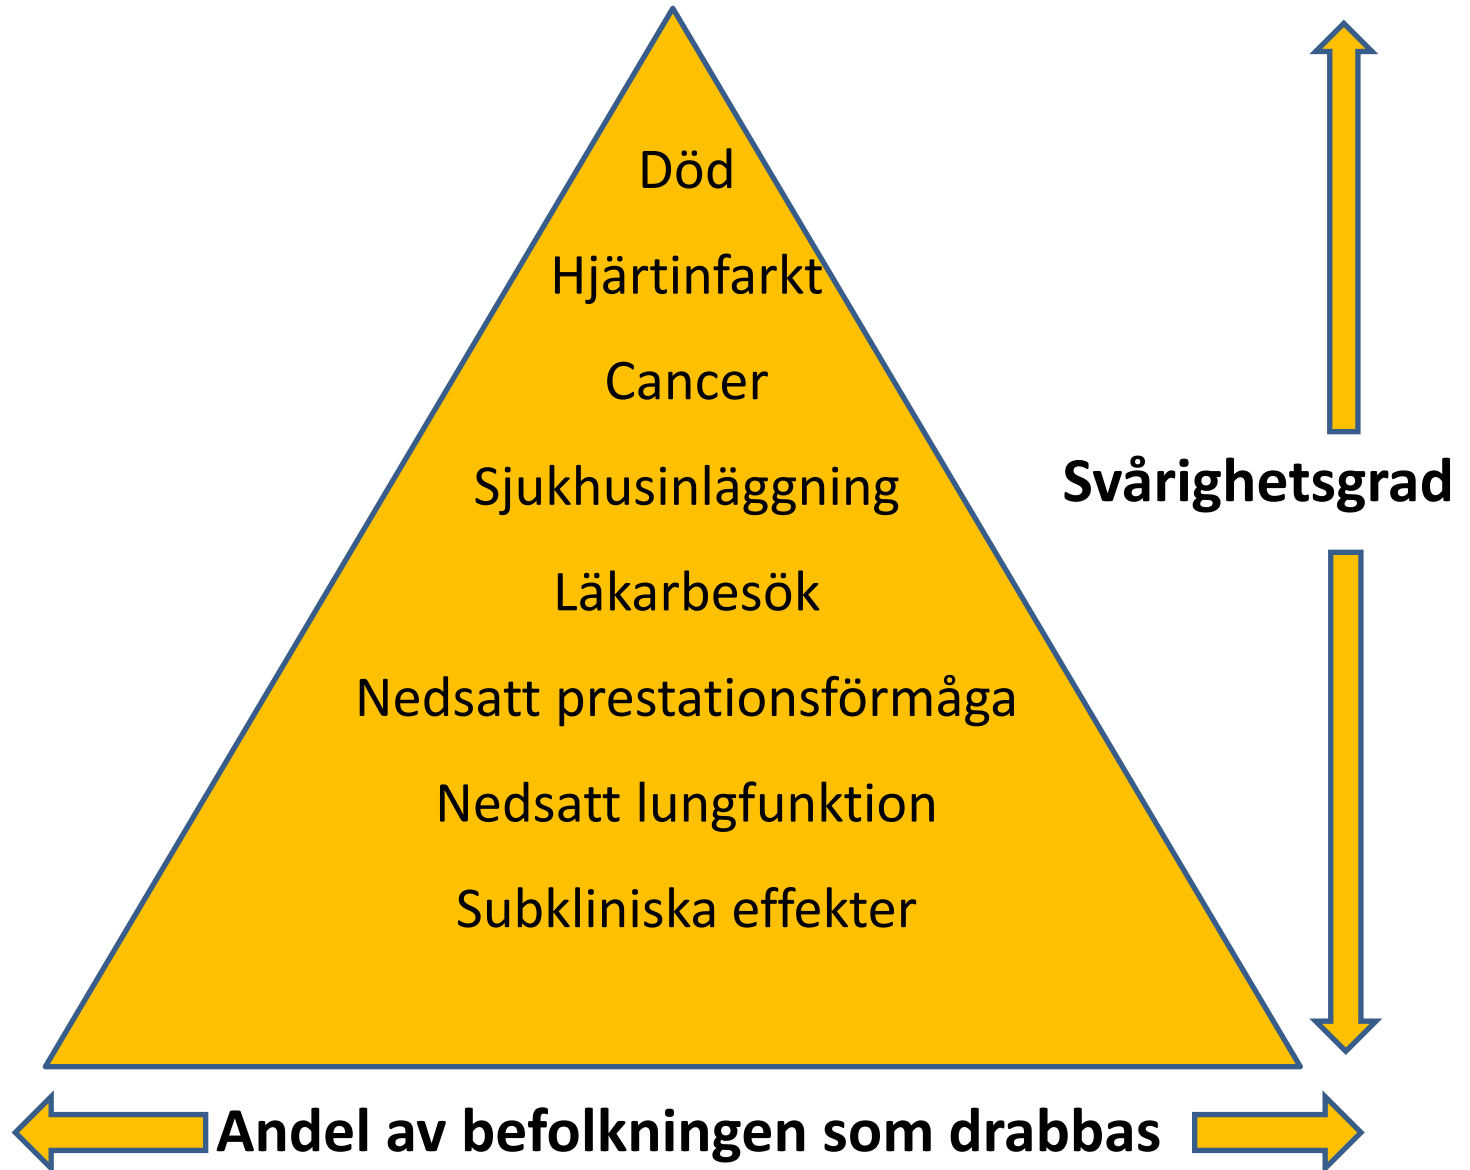 Död
Hjärtinfarkt
Cancer
Sjukhusinläggning
Svårighetsgrad
Läkarbesök
Nedsatt prestationsförmåga
Nedsatt lungfunktion
Subkliniska effekter
Andel av befolkningen som drabbas